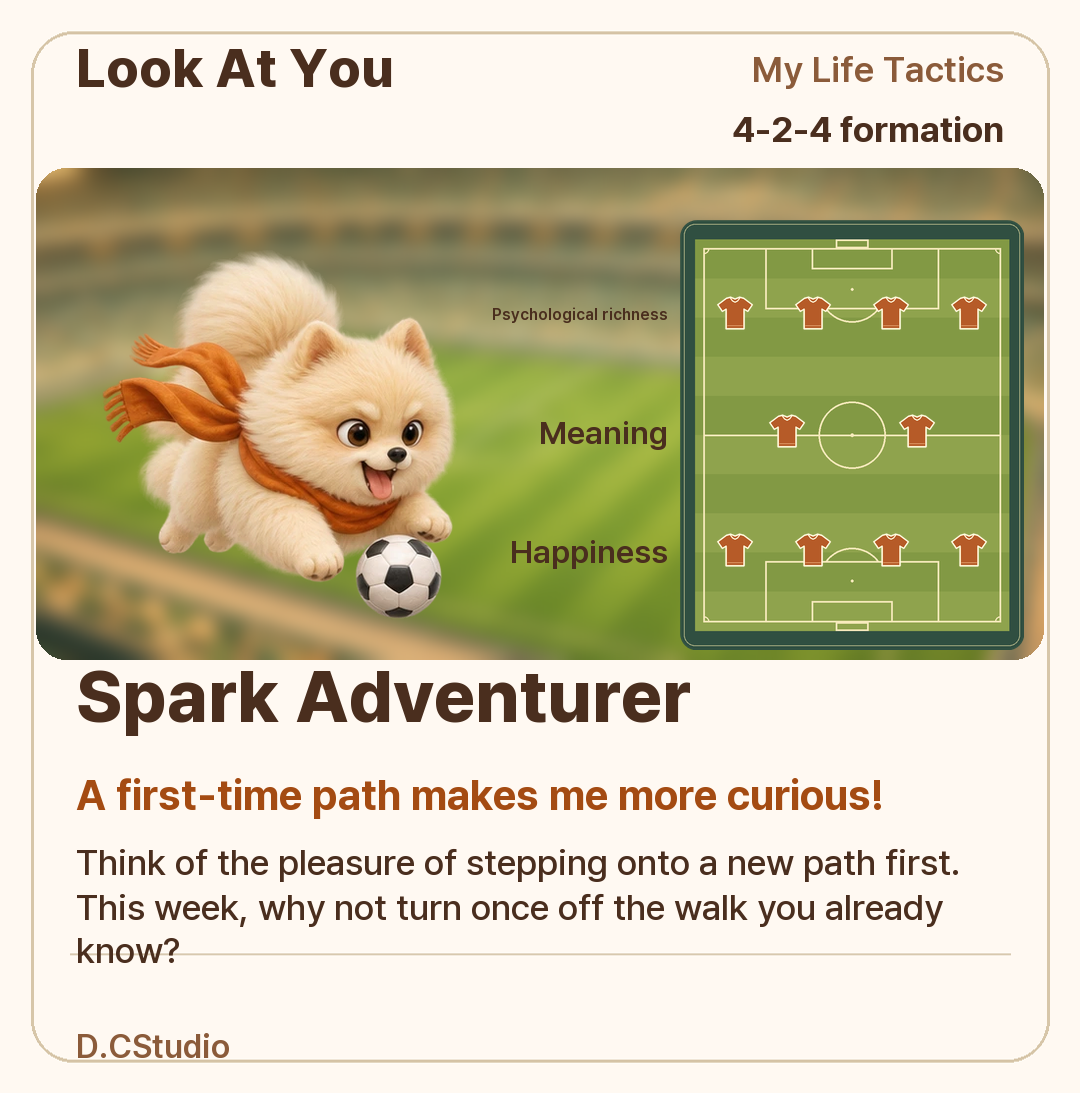 Look At You
My Life Tactics
4-2-4 formation
Psychological richness
Meaning
Happiness
Spark Adventurer
A first-time path makes me more curious!
Think of the pleasure of stepping onto a new path first.
This week, why not turn once off the walk you already
know?
D.CStudio